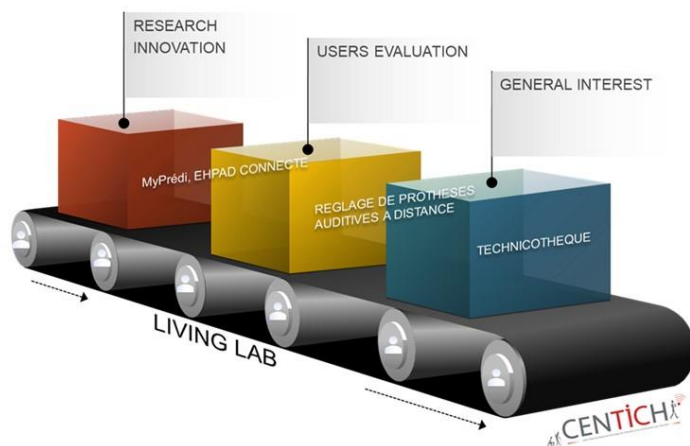 RESEARCH
INNOVATION
USERS EVALUATION
GENERAL INTEREST
MyPrédi, EHPAD CONNECTE
REGLAGE DE PROTHESES
AUDITIVES A DISTANCE
TECHNICOTHEQUE
LIVING LAB
CENTICH